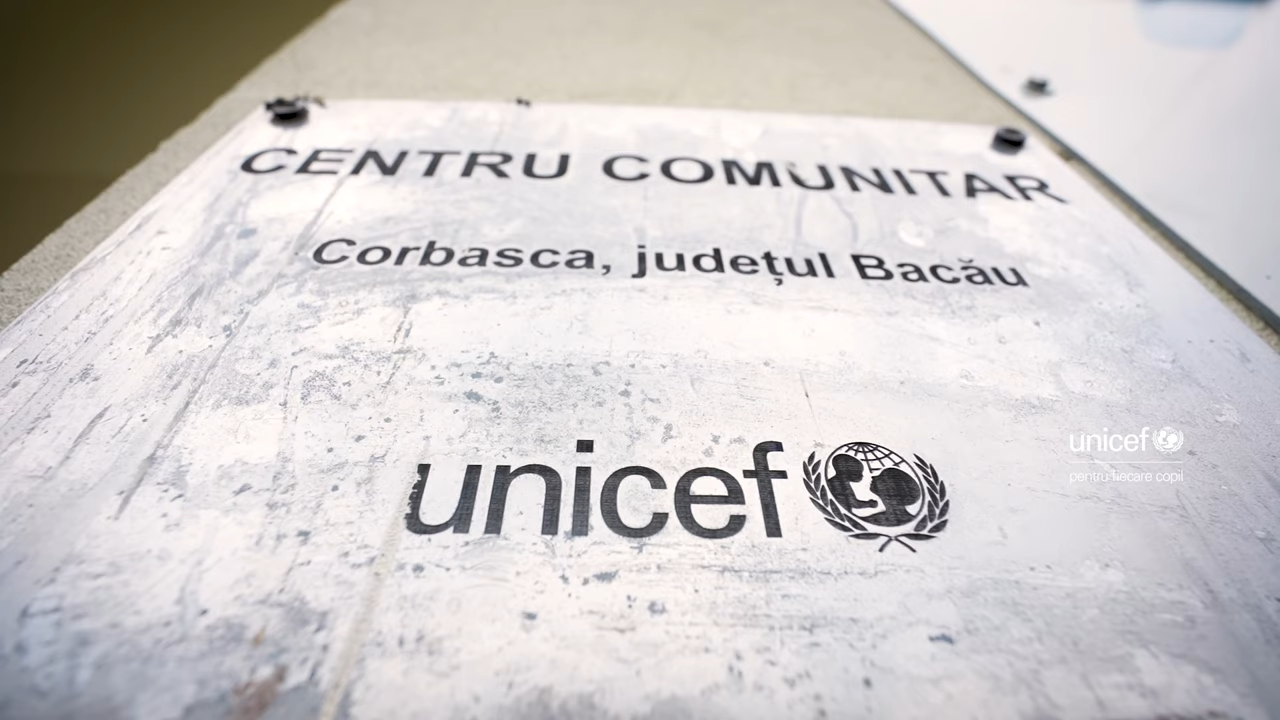 CENTRU COMUNITAR
Corbasca, județul Bacău
unicef
unicef
pentru fiecare copil